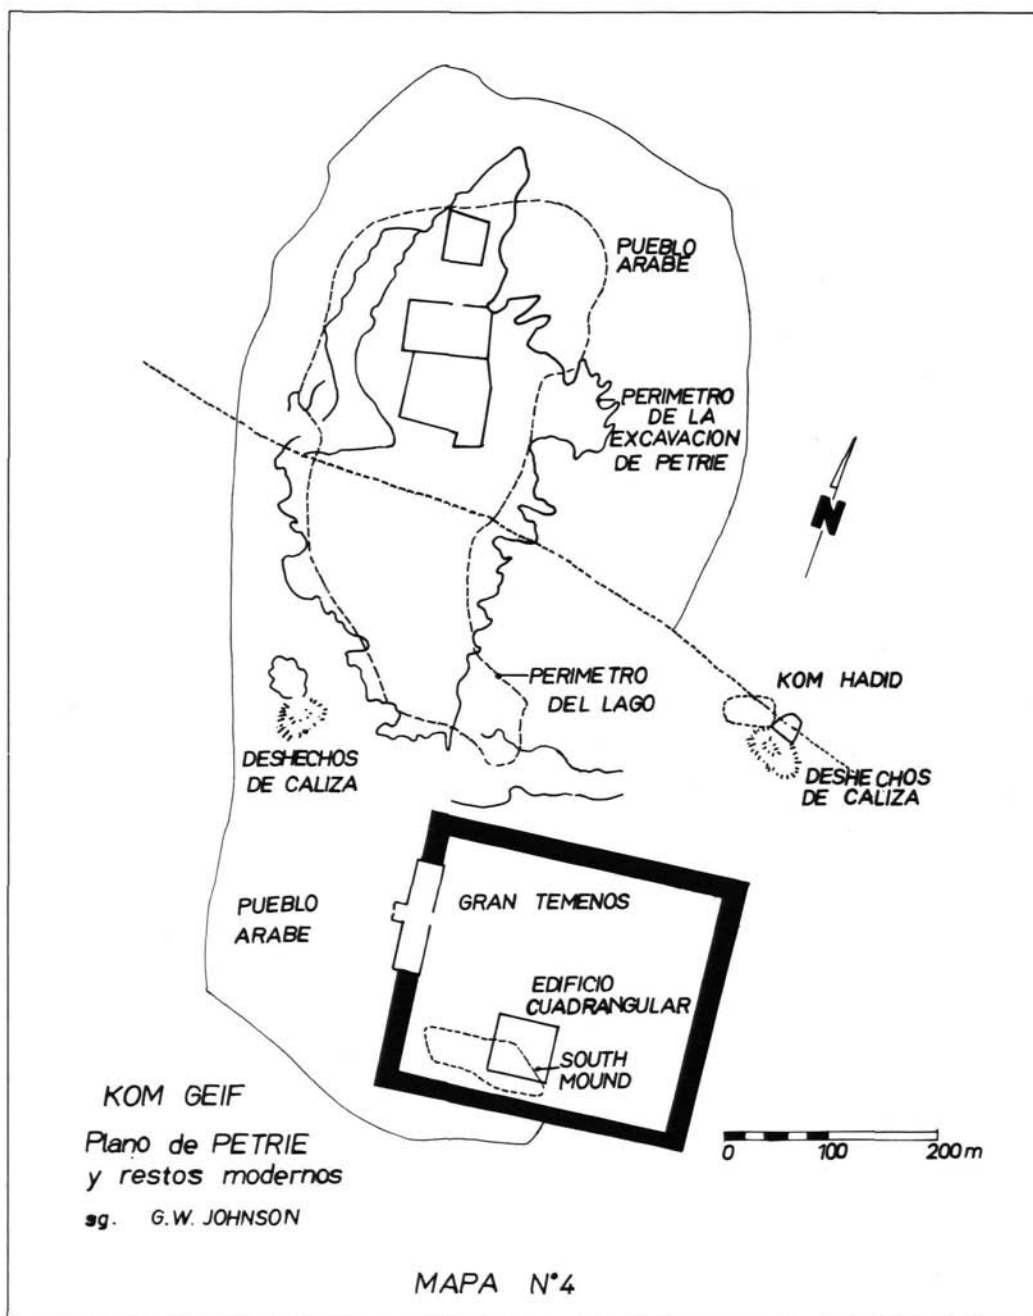 PUEBLO
ARABE
PERIMETRO
DE LA
EXCAVACION
DE PETRIE
N
KOM HADID
PERIMETRO
DEL LAGO
DESHECHOS
DE CALIZA
DESHECHOS
DE CALIZA
GRAN TEMENOS
PUEBLO
ARABE
EDIFICIO
CUADRANGULAR
SOUTH
MOUND
KOM GEIF
Plano de PETRIE
y restos modernos
sg. G.W. JOHNSON
0 100 200m
MAPA N°4